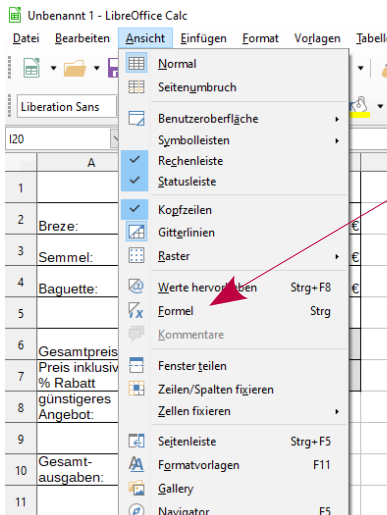 Unbenannt 1 - LibreOffice Calc
Datei Bearbeiten Ansicht Einfügen Format Vorlagen Tabelle
Liberation Sans
I20
A
1
2 Breze: €
3 Semmel: €
4 Baguette: €
5
6 Gesamtpreis
7 Preis inklusiv
% Rabatt
8 günstigeres
Angebot:
9
10 Gesamt-
ausgaben:
11
Normal
Seitenumbruch
Benutzeroberfläche
Symbolleisten
Rechenleiste
Statusleiste
Kopfzeilen
Gitterlinien
Raster
Werte hervorheben Strg+F8
Formel Strg
Kommentare
Fenster teilen
Zeilen/Spalten fixieren
Zellen fixieren
Seitenleiste Strg+F5
Formatvorlagen F11
Gallery
Navigator F5